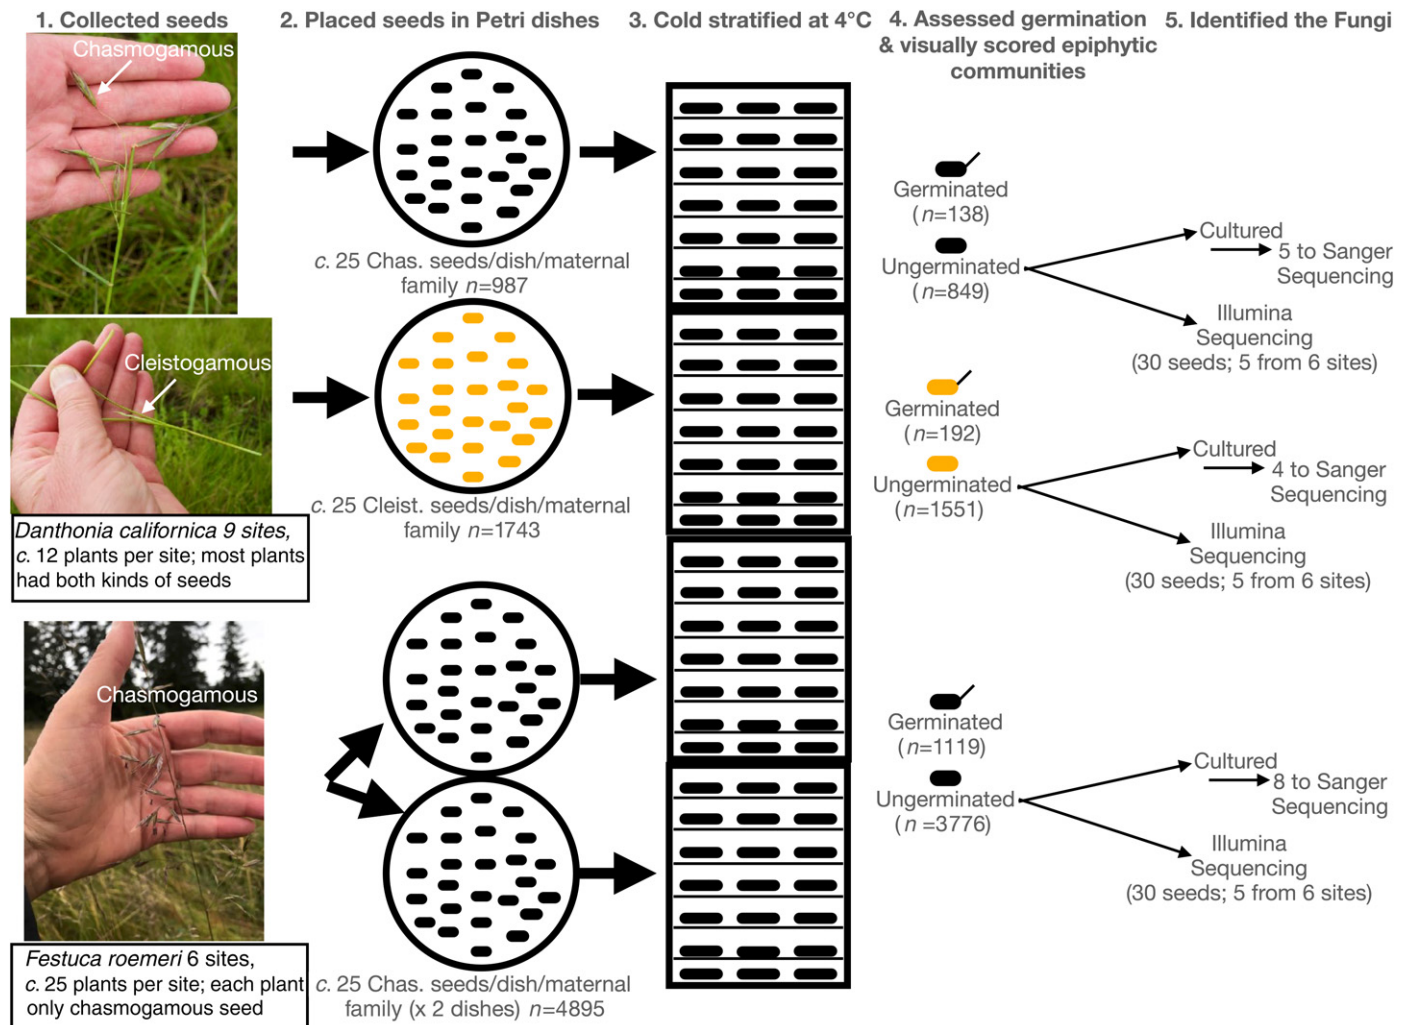 1. Collected seeds
Chasmogamous
Cleistogamous
Danthonia californica 9 sites,
c. 12 plants per site; most plants
had both kinds of seeds
Chasmogamous
Festuca roemeri 6 sites,
c. 25 plants per site; each plant
only chasmogamous seed
2. Placed seeds in Petri dishes
c. 25 Chas. seeds/dish/maternal
family n=987
c. 25 Cleist. seeds/dish/maternal
family n=1743
c. 25 Chas. seeds/dish/maternal
family (x 2 dishes) n=4895
3. Cold stratified at 4°C
4. Assessed germination
& visually scored epiphytic
communities
Germinated
(n=138)
Ungerminated
(n=849)
Germinated
(n=192)
Ungerminated
(n=1551)
Germinated
(n=1119)
Ungerminated
(n =3776)
5. Identified the Fungi
Cultured
5 to Sanger
Sequencing
Illumina
Sequencing
(30 seeds; 5 from 6 sites)
Cultured
4 to Sanger
Sequencing
Illumina
Sequencing
(30 seeds; 5 from 6 sites)
Cultured
8 to Sanger
Sequencing
Illumina
Sequencing
(30 seeds; 5 from 6 sites)